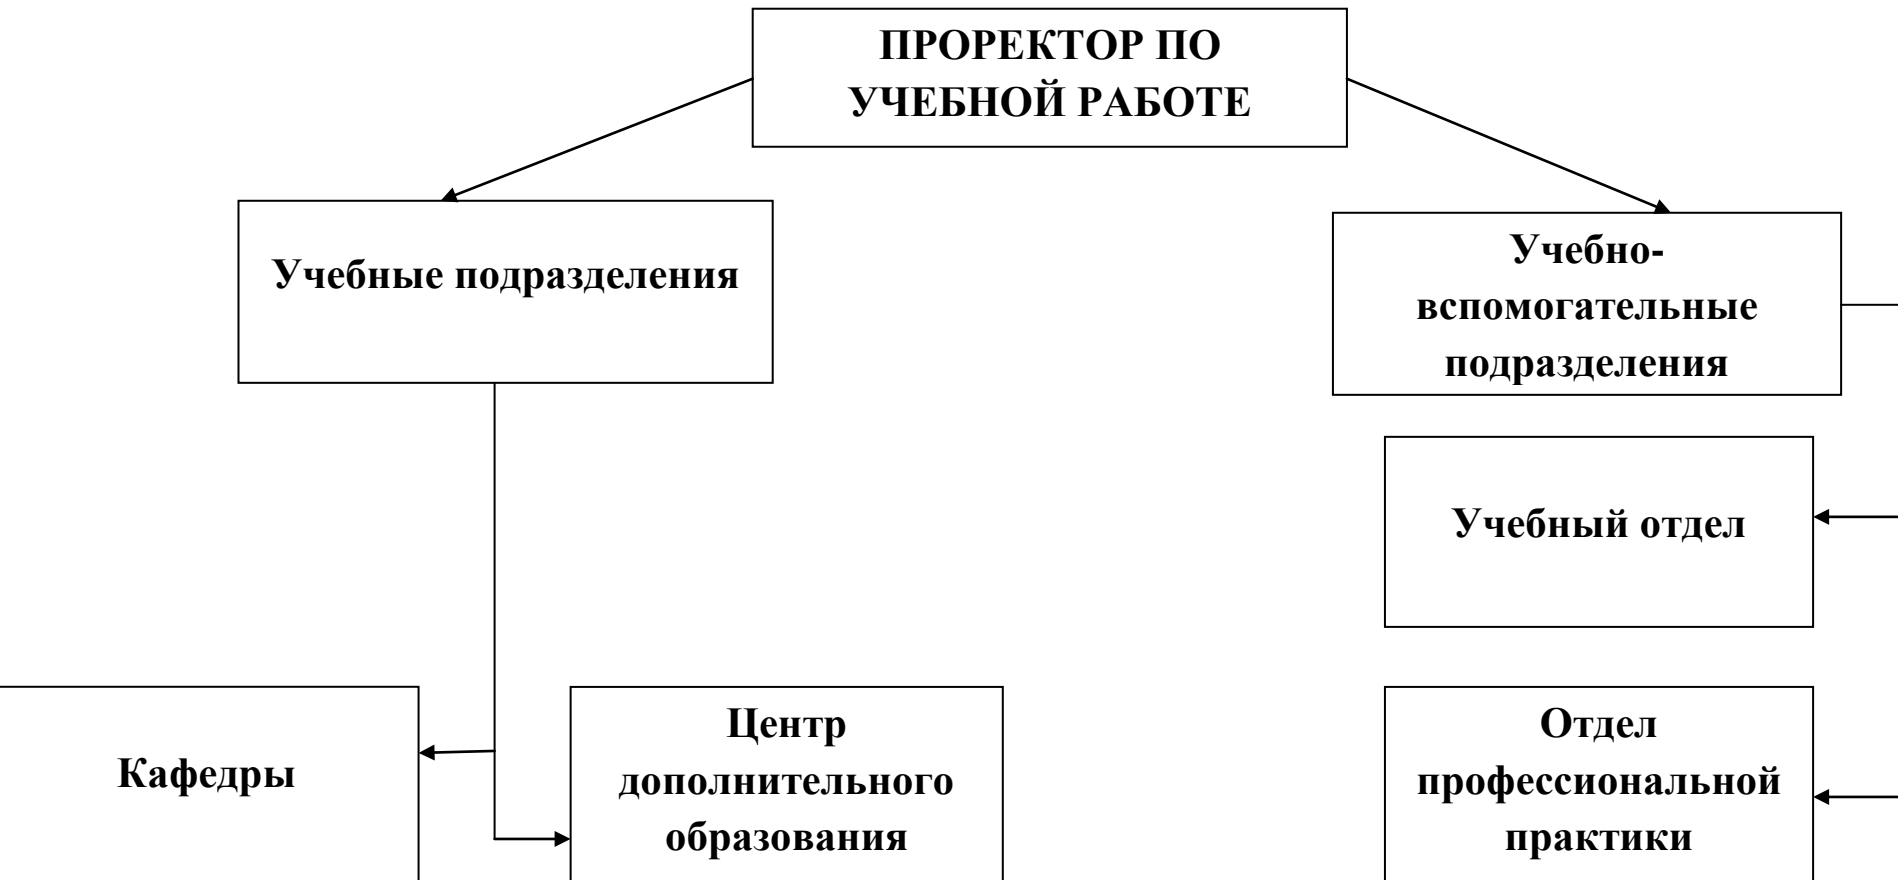 ПРОРЕКТОР ПО
УЧЕБНОЙ РАБОТЕ
Учебные подразделения
Учебно-
вспомогательные
подразделения
Учебный отдел
Кафедры
Центр
дополнительного
образования
Отдел
профессиональной
практики